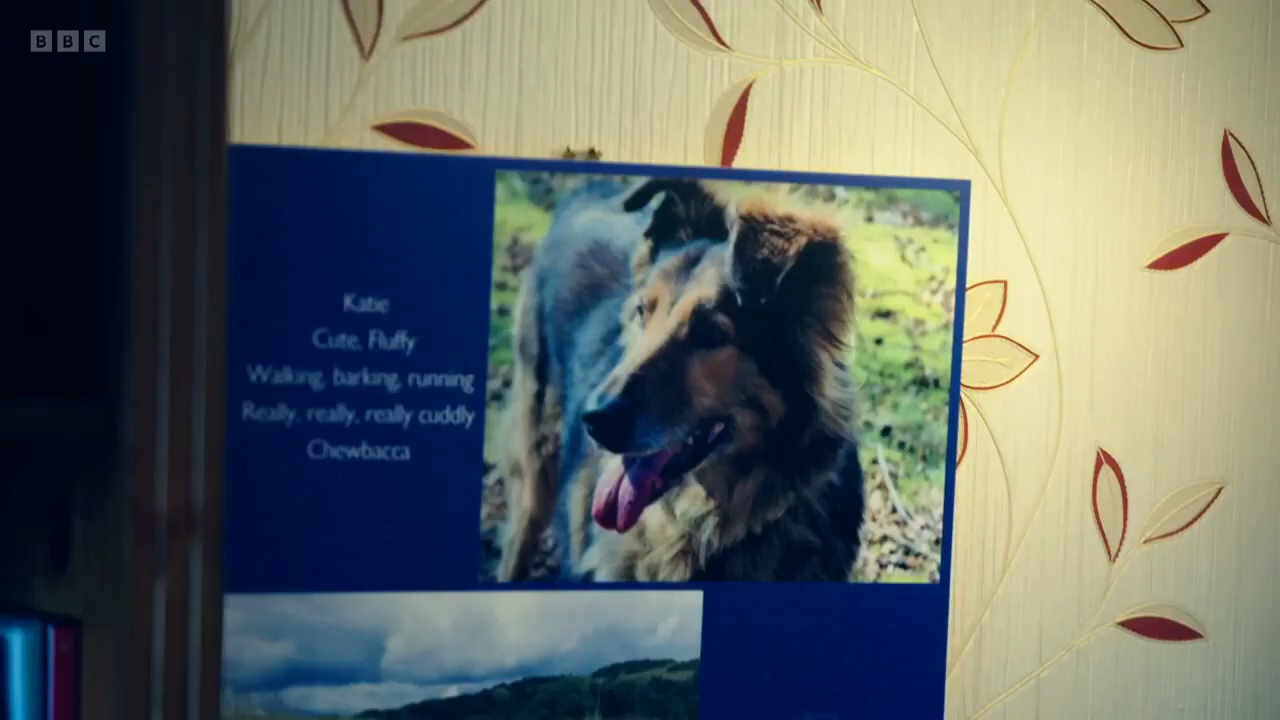 BBC
Katie
Cute, Fluffy
Walking, barking, running
Really, really, really cuddly
Chewbacca